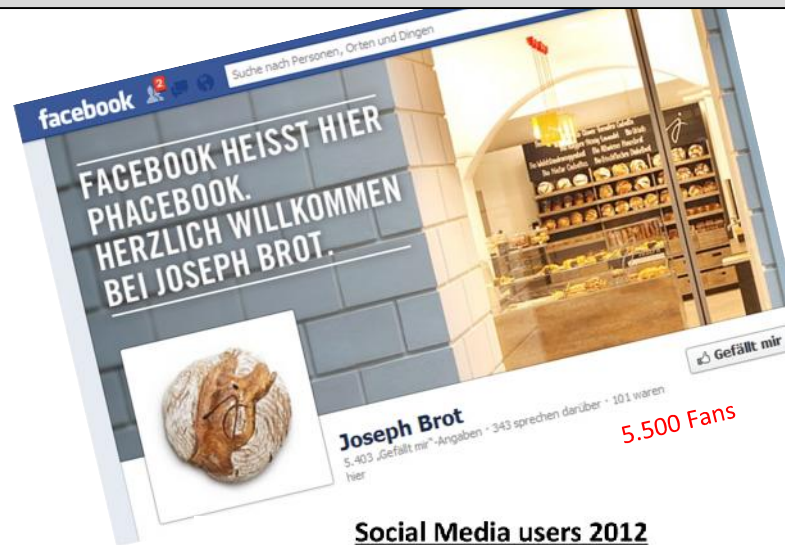 facebook
2
Suche nach Personen, Orten und Dingen
FACEBOOK HEISST HIER
PHACEBOOK.
HERZLICH WILLKOMMEN
BEI JOSEPH BROT.
Gefällt mir
Joseph Brot
5.403 „Gefällt mir“-Angaben · 343 sprechen darüber · 101 waren
hier
5.500 Fans
Social Media users 2012